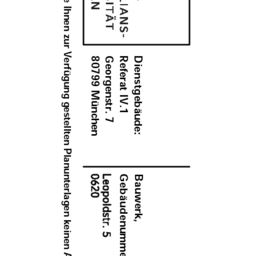 LIANS-
ITÄT
N
Dienstgebäude:
Referat IV.1
Georgenstr. 7
80799 München
Bauwerk,
Gebäudenumme
Leopoldstr. 5
0620
e Ihnen zur Verfügung gestellten Planunterlagen keinen A